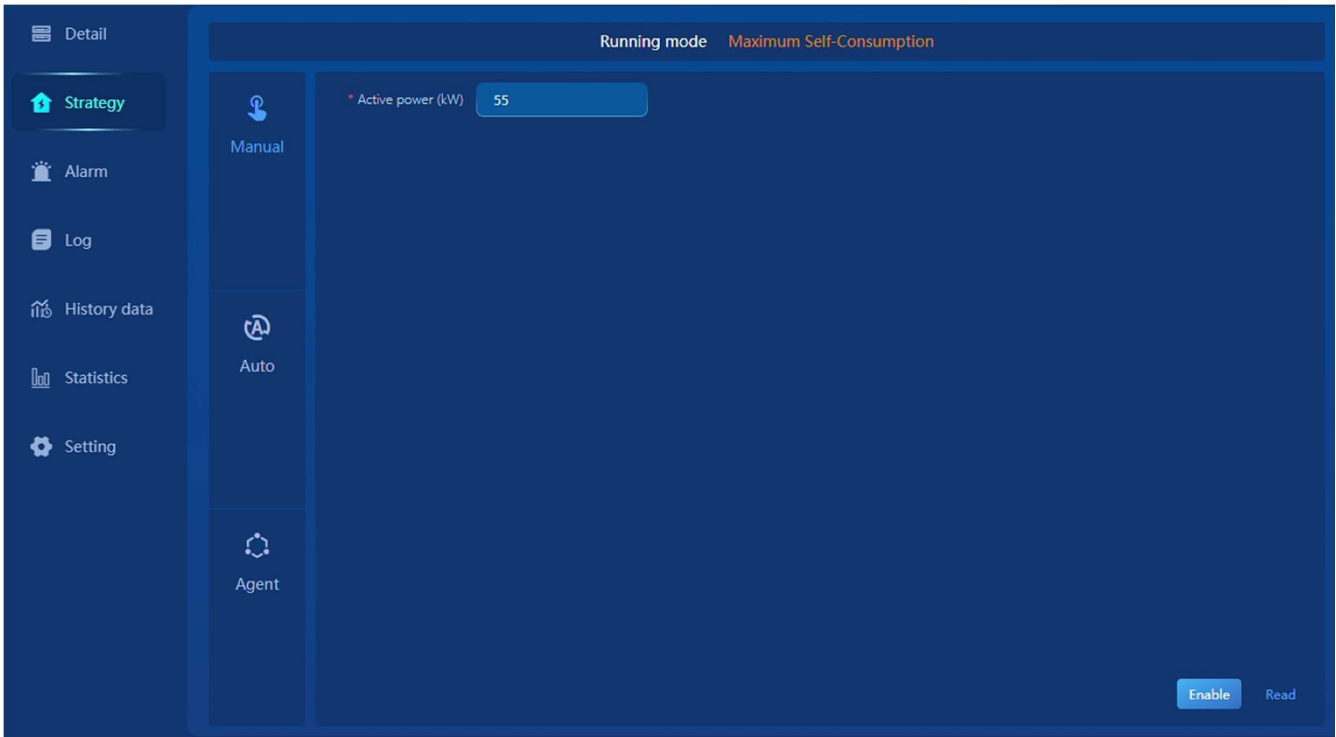 Detail
Strategy
Alarm
Log
History data
Statistics
Setting
Running mode Maximum Self-Consumption
Manual
Auto
Agent
* Active power (kW) 55
Enable Read